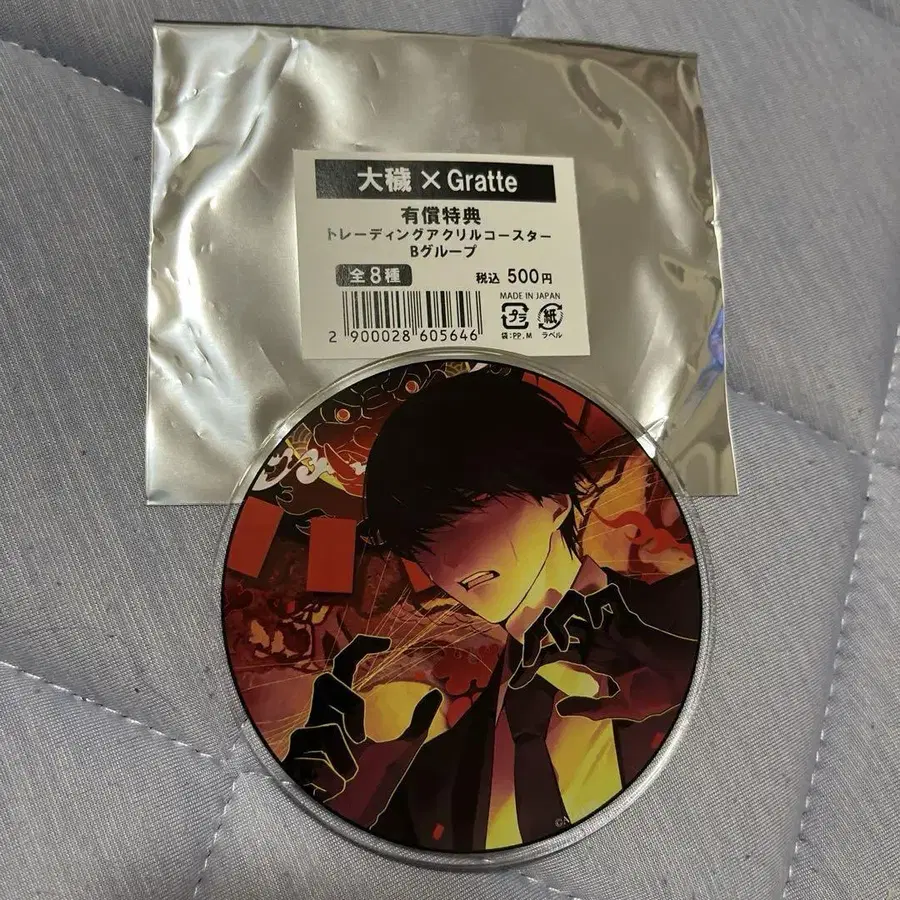 大穢×Gratte
有償特典
トレーディングアクリルコースター
Bグループ
全8種 税込 500円
MADE IN JAPAN
プラ 紙
袋:PP,M ラベル
2 900028 605646
©N